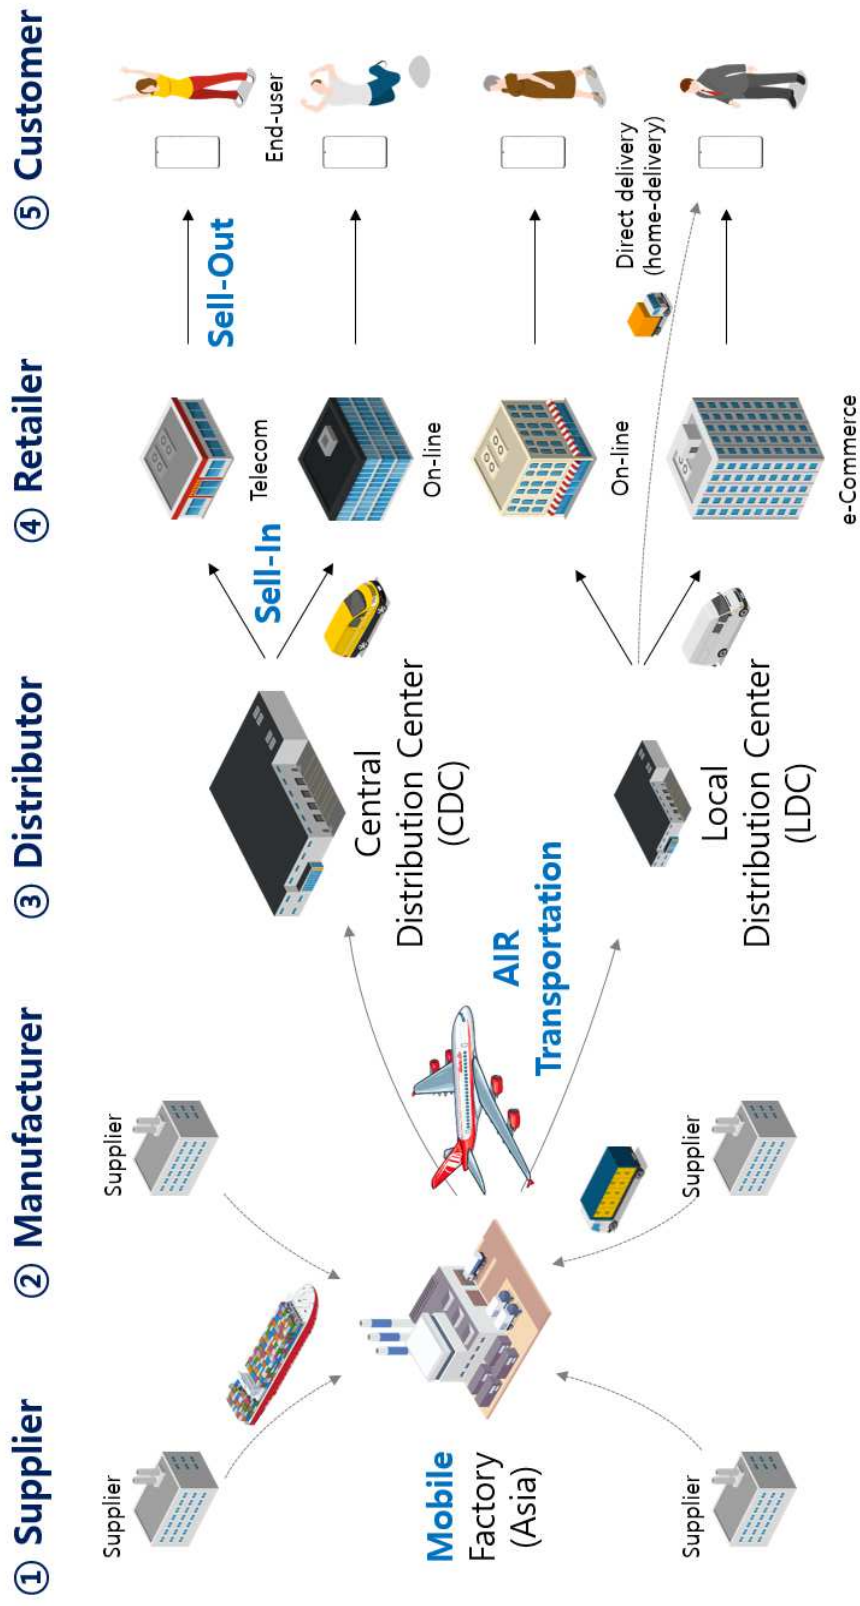 ① Supplier
② Manufacturer
③ Distributor
④ Retailer
⑤ Customer
Supplier
Supplier
Mobile
Factory
(Asia)
Supplier
Supplier
AIR
Transportation
Central
Distribution Center
(CDC)
Local
Distribution Center
(LDC)
Sell-In
Telecom
On-line
On-line
e-Commerce
Sell-Out
End-user
Direct delivery
(home-delivery)